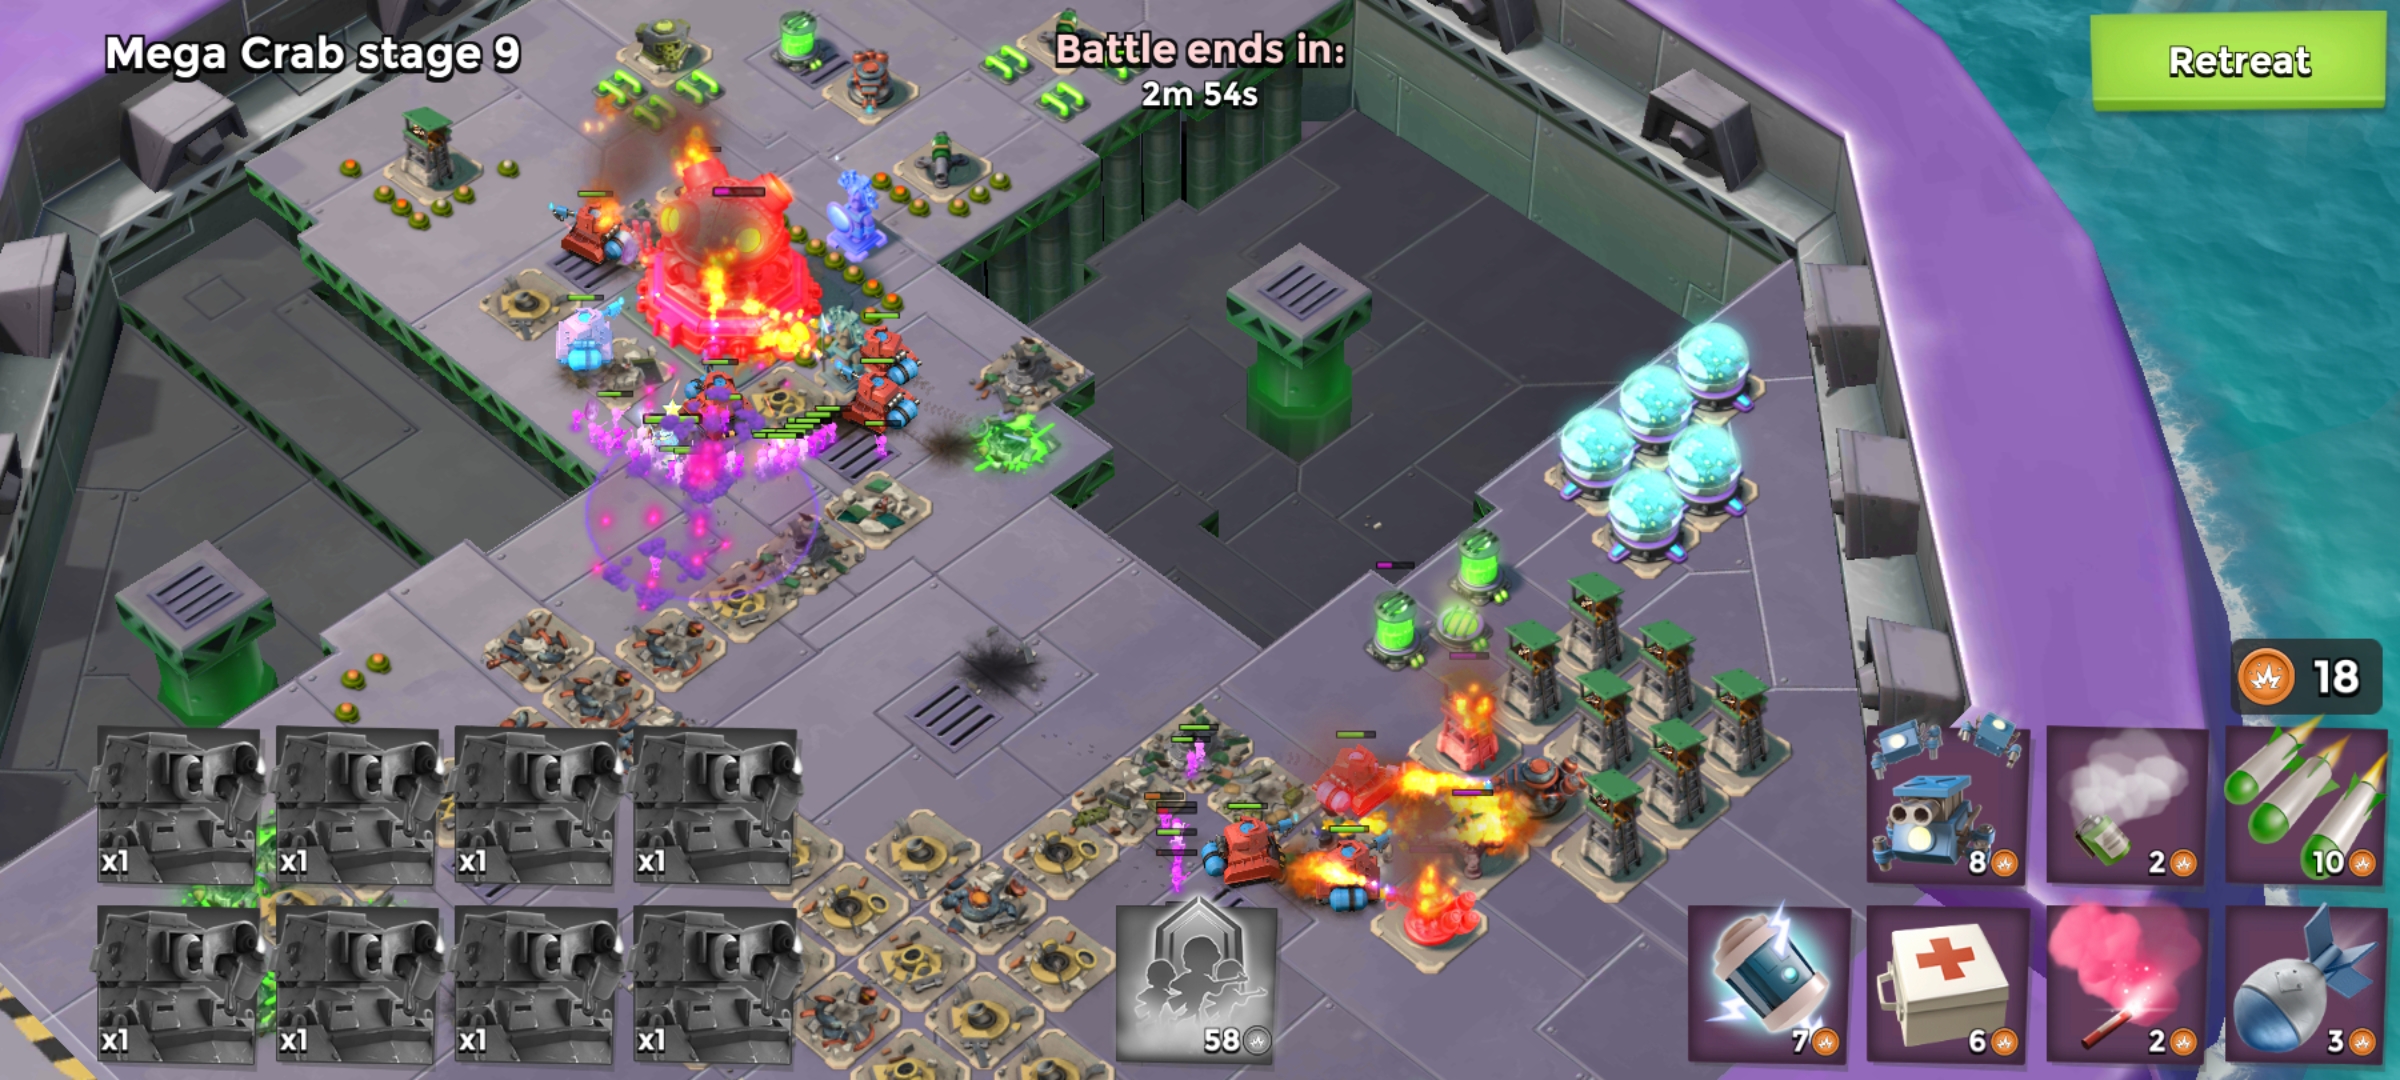 Mega Crab stage 9
Battle ends in:
2m 54s
Retreat
18
x1 x1 x1 x1
8 2 10
x1 x1 x1 x1
58
7 6 2 3